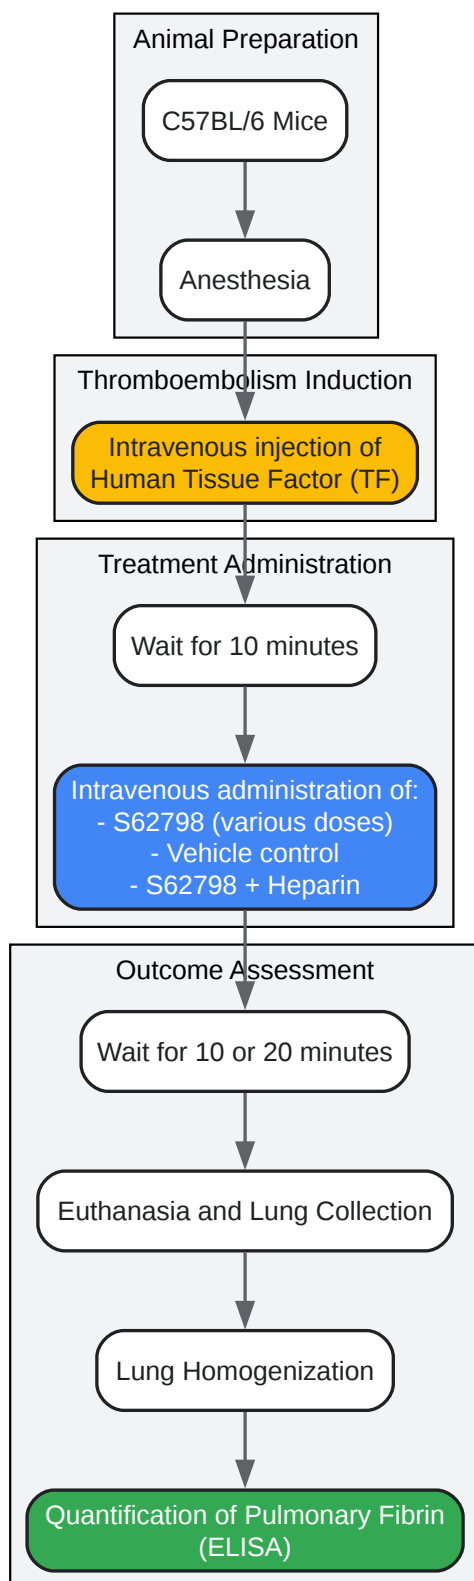 Animal Preparation
C57BL/6 Mice
Anesthesia
Thromboembolism Induction
Intravenous injection of
Human Tissue Factor (TF)
Treatment Administration
Wait for 10 minutes
Intravenous administration of:
- S62798 (various doses)
- Vehicle control
- S62798 + Heparin
Outcome Assessment
Wait for 10 or 20 minutes
Euthanasia and Lung Collection
Lung Homogenization
Quantification of Pulmonary Fibrin
(ELISA)